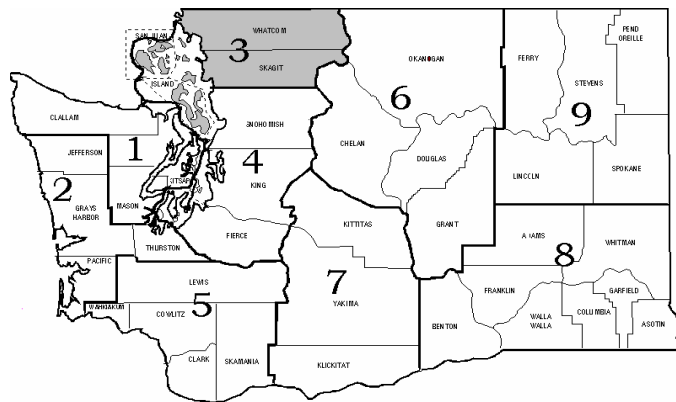 WHATCOM
3
SKAGIT
SAN JUAN
ISLAND
CLALLAM
JEFFERSON
1
2
GRAYS
HARBOR
MASON
KITSAP
THURSTON
PACIFIC
WAHKIAKUM
SNOHOMISH
4
KING
PIERCE
LEWIS
5
COWLITZ
CLARK
SKAMANIA
OKANOGAN
6
CHELAN
DOUGLAS
GRANT
KITTITAS
7
YAKIMA
KLICKITAT
BENTON
FERRY
STEVENS
PEND
OREILLE
9
LINCOLN
SPOKANE
ADAMS
8
WHITMAN
FRANKLIN
WALLA
WALLA
COLUMBIA
GARFIELD
ASOTIN